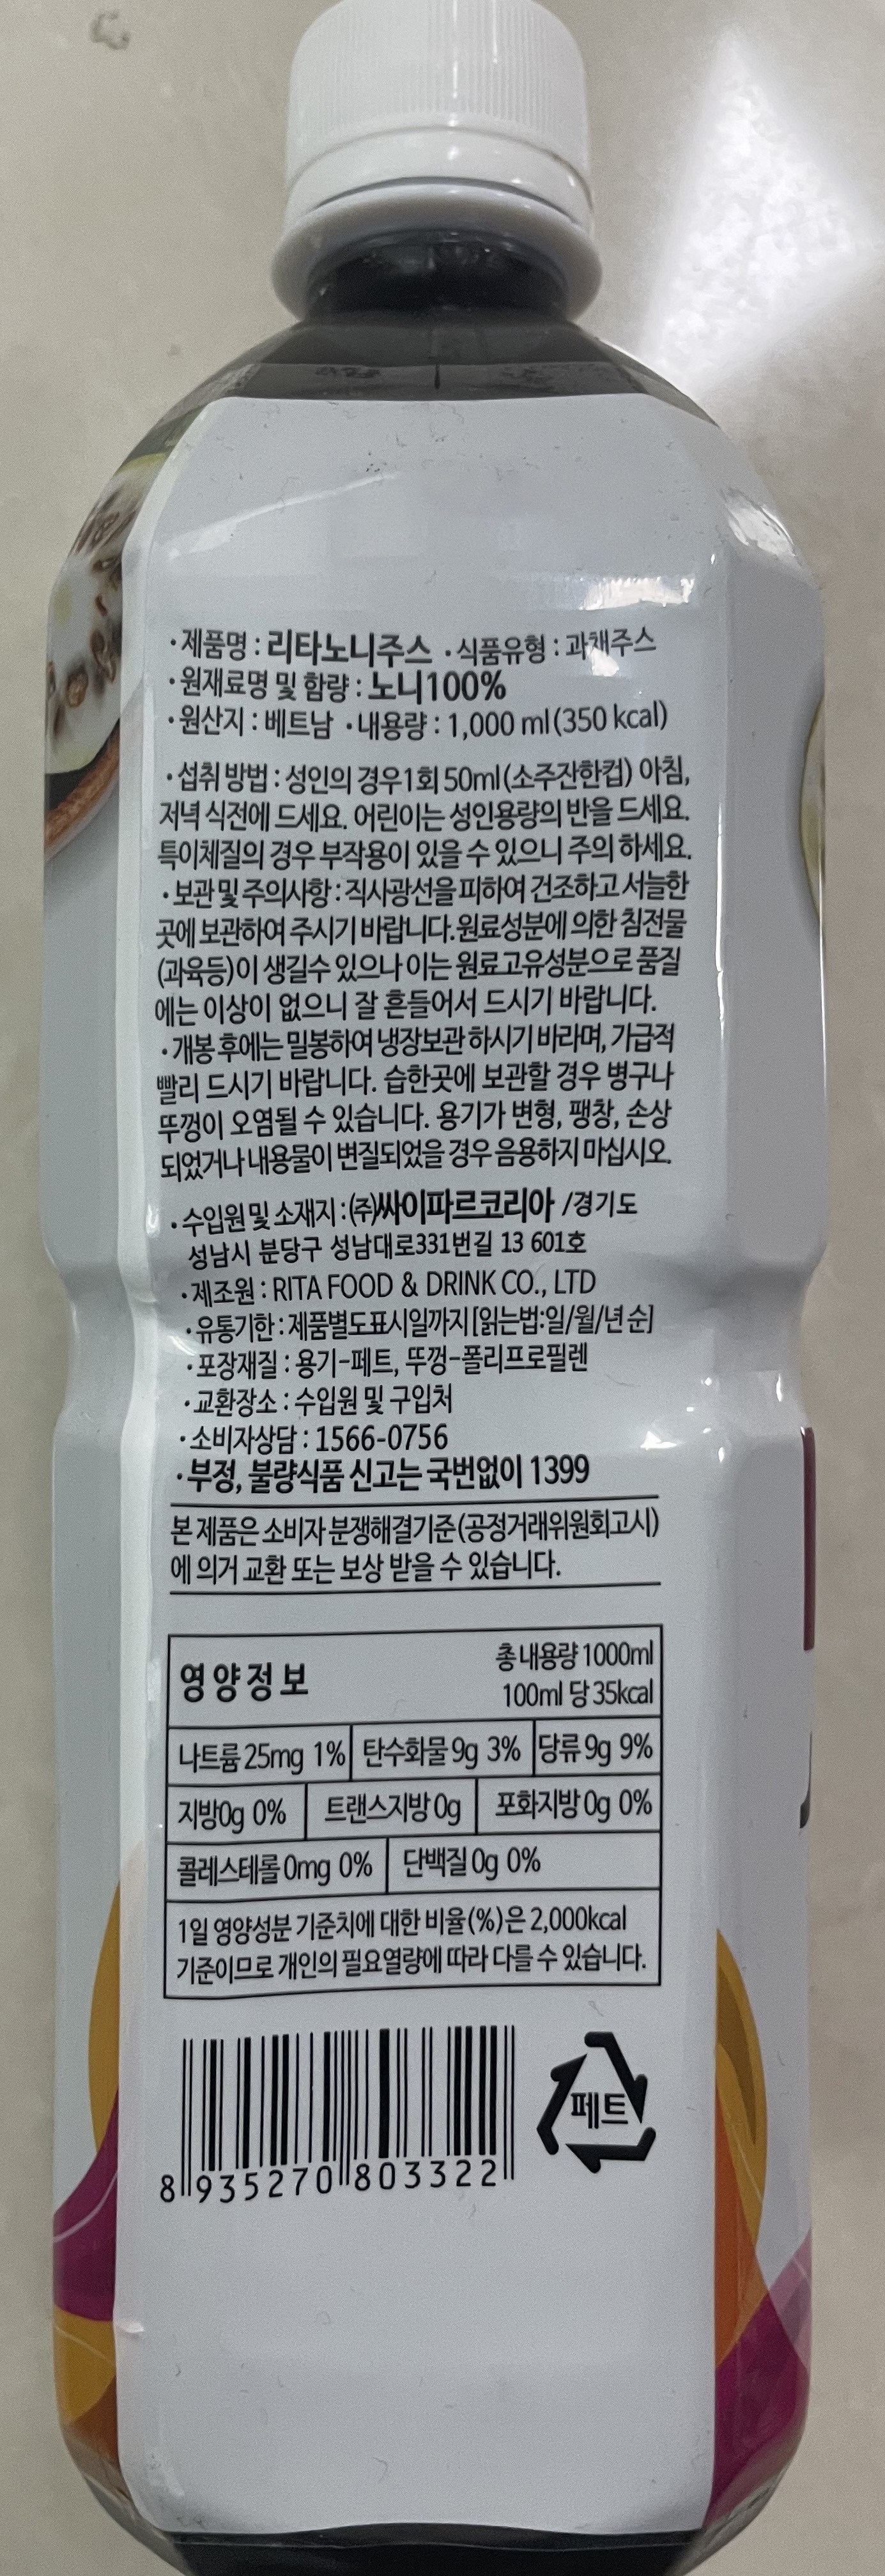 ·제품명 : 리타노니주스 ·식품유형 : 과채주스
·원재료명 및 함량 : 노니100%
·원산지 : 베트남 ·내용량 : 1,000 ml (350 kcal)
·섭취 방법 : 성인의 경우1회 50ml(소주잔한컵) 아침,
저녁 식전에 드세요. 어린이는 성인용량의 반을 드세요.
특이체질의 경우 부작용이 있을 수 있으니 주의 하세요.
·보관 및 주의사항 : 직사광선을 피하여 건조하고 서늘한
곳에 보관하여 주시기 바랍니다.원료성분에 의한 침전물
(과육등)이 생길수 있으나 이는 원료고유성분으로 품질
에는 이상이 없으니 잘 흔들어서 드시기 바랍니다.
·개봉 후에는 밀봉하여 냉장보관 하시기 바라며, 가급적
빨리 드시기 바랍니다. 습한곳에 보관할 경우 병구나
뚜껑이 오염될 수 있습니다. 용기가 변형, 팽창, 손상
되었거나 내용물이 변질되었을 경우 음용하지 마십시오.
·수입원 및 소재지 : (주)싸이파르코리아 /경기도
성남시 분당구 성남대로331번길 13 601호
·제조원 : RITA FOOD & DRINK CO., LTD
·유통기한 : 제품별도표시일까지 [읽는법:일/월/년 순]
·포장재질 : 용기-페트, 뚜껑-폴리프로필렌
·교환장소 : 수입원 및 구입처
·소비자상담 : 1566-0756
·부정, 불량식품 신고는 국번없이 1399
본 제품은 소비자 분쟁해결기준(공정거래위원회고시)
에 의거 교환 또는 보상 받을 수 있습니다.
영양정보 총 내용량 1000ml
100ml 당 35kcal
나트륨 25mg 1% 탄수화물 9g 3% 당류 9g 9%
지방0g 0% 트랜스지방 0g 포화지방 0g 0%
콜레스테롤 0mg 0% 단백질 0g 0%
1일 영양성분 기준치에 대한 비율(%)은 2,000kcal
기준이므로 개인의 필요열량에 따라 다를 수 있습니다.
페트
8 935270 803322